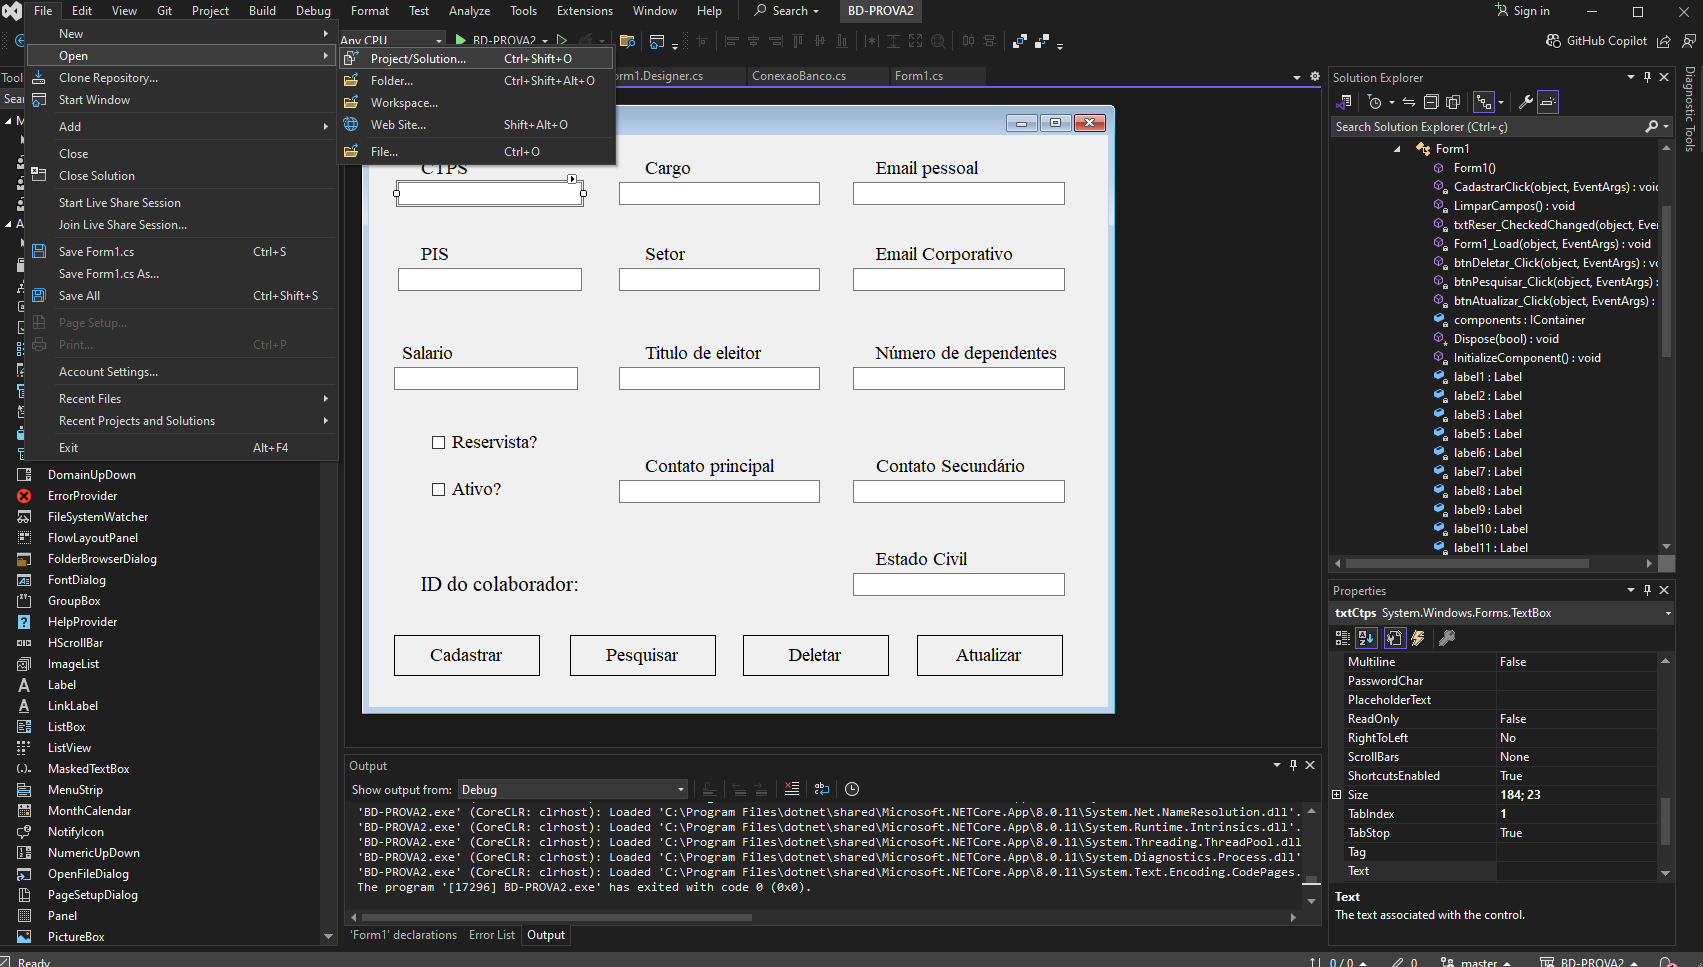 File Edit View Git Project Build Debug Format Test Analyze Tools Extensions Window Help Search BD-PROVA2 Sign in
Any CPU BD-PROVA2 GitHub Copilot
New
Open
Clone Repository...
Start Window
Add
Close
Close Solution
Start Live Share Session
Join Live Share Session...
Save Form1.cs Ctrl+S
Save Form1.cs As...
Save All Ctrl+Shift+S
Page Setup...
Print... Ctrl+P
Account Settings...
Recent Files
Recent Projects and Solutions
Exit Alt+F4
Project/Solution... Ctrl+Shift+O
Folder... Ctrl+Shift+Alt+O
Workspace...
Web Site... Shift+Alt+O
File... Ctrl+O
DomainUpDown
ErrorProvider
FileSystemWatcher
FlowLayoutPanel
FolderBrowserDialog
FontDialog
GroupBox
HelpProvider
HScrollBar
ImageList
Label
LinkLabel
ListBox
ListView
MaskedTextBox
MenuStrip
MonthCalendar
NotifyIcon
NumericUpDown
OpenFileDialog
PageSetupDialog
Panel
PictureBox
orm1.Designer.cs ConexaoBanco.cs Form1.cs
CTPS Cargo Email pessoal
PIS Setor Email Corporativo
Salario Titulo de eleitor Número de dependentes
Reservista?
Contato principal Contato Secundário
Ativo?
Estado Civil
ID do colaborador:
Cadastrar Pesquisar Deletar Atualizar
Output
Show output from: Debug
'BD-PROVA2.exe' (CoreCLR: clrhost): Loaded 'C:\Program Files\dotnet\shared\Microsoft.NETCore.App\8.0.11\System.Net.NameResolution.dll'.
'BD-PROVA2.exe' (CoreCLR: clrhost): Loaded 'C:\Program Files\dotnet\shared\Microsoft.NETCore.App\8.0.11\System.Runtime.Intrinsics.dll'.
'BD-PROVA2.exe' (CoreCLR: clrhost): Loaded 'C:\Program Files\dotnet\shared\Microsoft.NETCore.App\8.0.11\System.Threading.ThreadPool.dll
'BD-PROVA2.exe' (CoreCLR: clrhost): Loaded 'C:\Program Files\dotnet\shared\Microsoft.NETCore.App\8.0.11\System.Diagnostics.Process.dll'
'BD-PROVA2.exe' (CoreCLR: clrhost): Loaded 'C:\Program Files\dotnet\shared\Microsoft.NETCore.App\8.0.11\System.Text.Encoding.CodePages.
The program '[17296] BD-PROVA2.exe' has exited with code 0 (0x0).
'Form1' declarations Error List Output
Solution Explorer
Search Solution Explorer (Ctrl+ç)
Form1
Form1()
CadastrarClick(object, EventArgs) : voi
LimparCampos() : void
txtReser_CheckedChanged(object, Eve
Form1_Load(object, EventArgs) : void
btnDeletar_Click(object, EventArgs) : v
btnPesquisar_Click(object, EventArgs) :
btnAtualizar_Click(object, EventArgs) :
components : IContainer
Dispose(bool) : void
InitializeComponent() : void
label1 : Label
label2 : Label
label3 : Label
label5 : Label
label6 : Label
label7 : Label
label8 : Label
label9 : Label
label10 : Label
label11 : Label
Properties
txtCtps System.Windows.Forms.TextBox
Multiline False
PasswordChar
PlaceholderText
ReadOnly False
RightToLeft No
ScrollBars None
ShortcutsEnabled True
Size 184; 23
TabIndex 1
TabStop True
Tag
Text
Text
The text associated with the control.
Diagnostic Tools
Ready 0 / 0 0 master BD-PROVA2